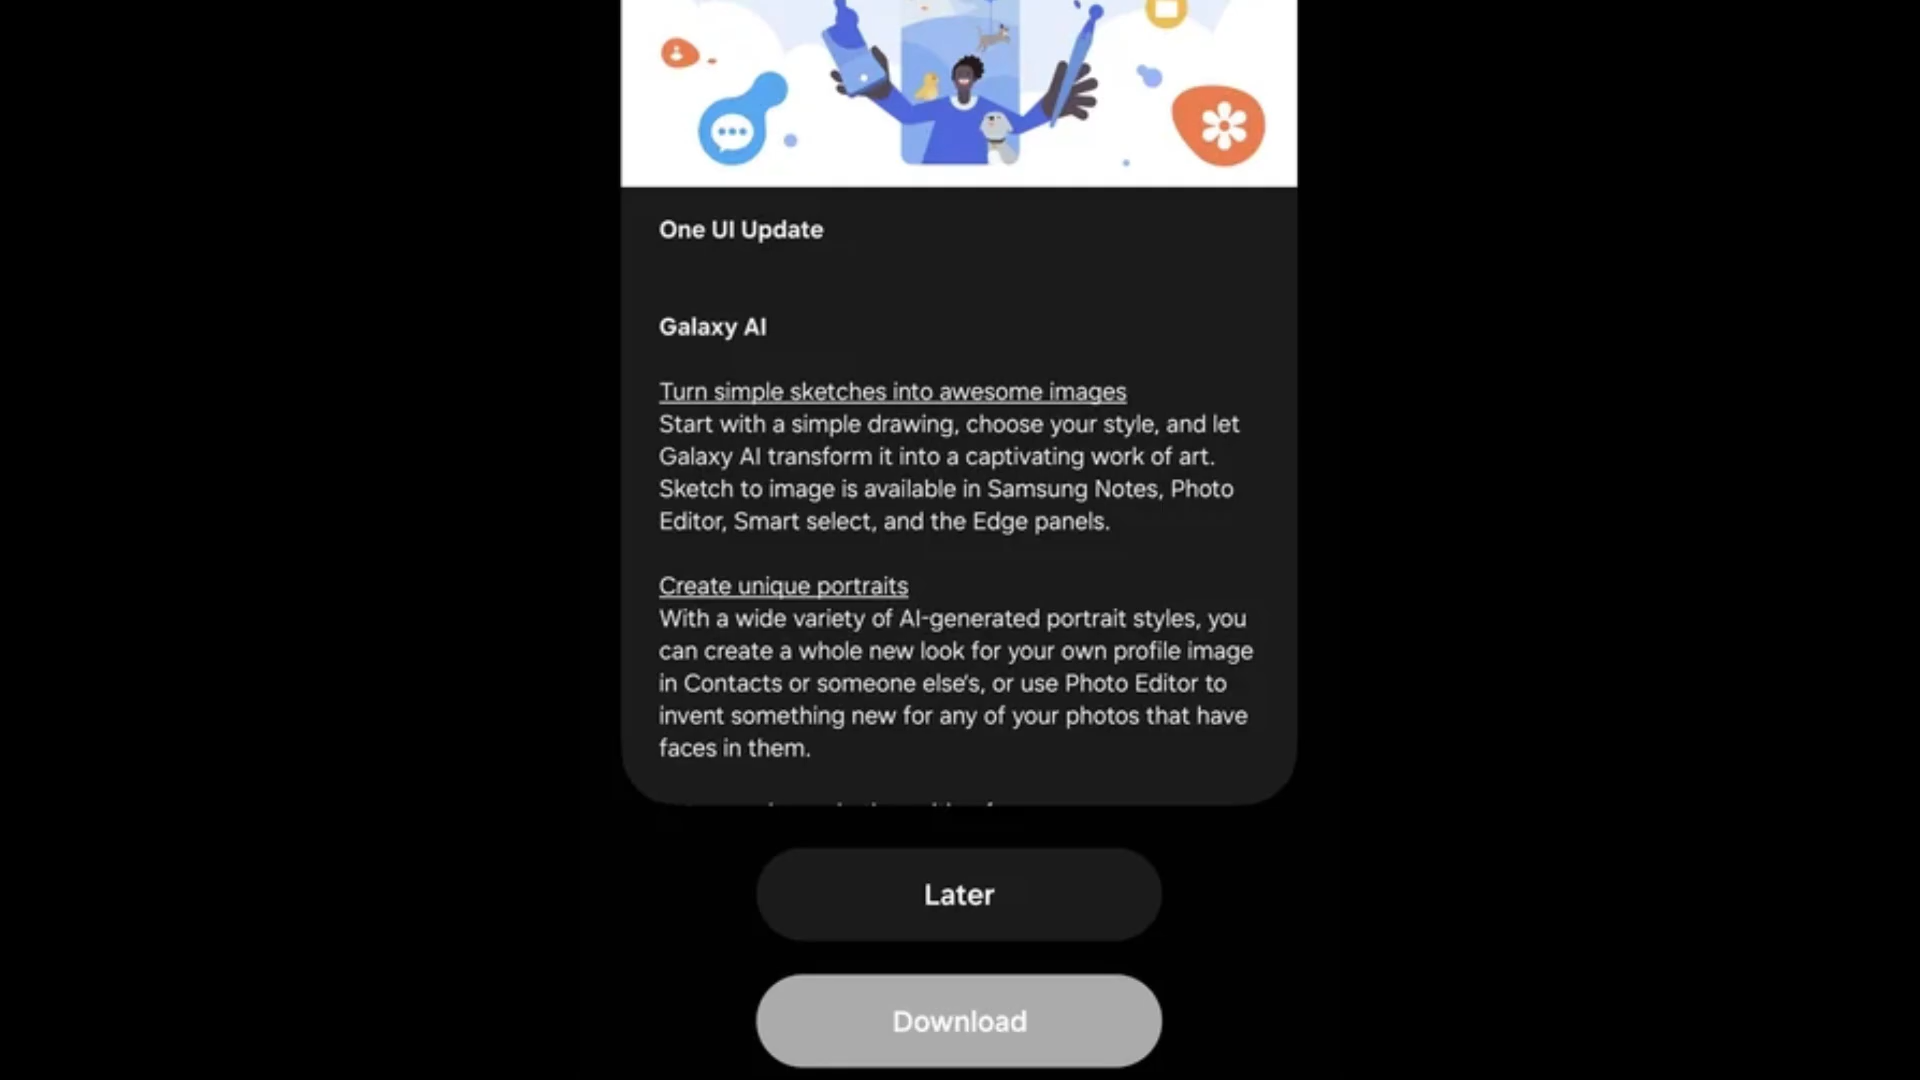 One UI Update
Galaxy AI
Turn simple sketches into awesome images
Start with a simple drawing, choose your style, and let
Galaxy AI transform it into a captivating work of art.
Sketch to image is available in Samsung Notes, Photo
Editor, Smart select, and the Edge panels.
Create unique portraits
With a wide variety of AI-generated portrait styles, you
can create a whole new look for your own profile image
in Contacts or someone else's, or use Photo Editor to
invent something new for any of your photos that have
faces in them.
Later
Download